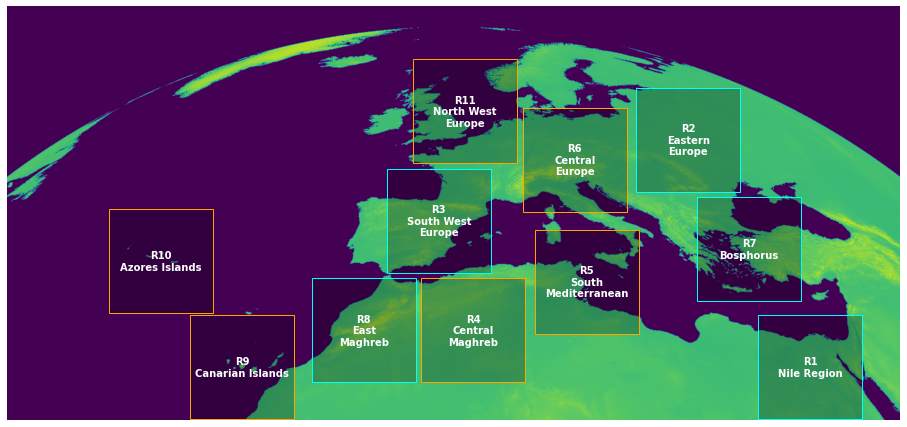 R11
North West
Europe
R2
Eastern
Europe
R6
Central
Europe
R3
South West
Europe
R7
Bosphorus
R10
Azores Islands
R5
South
Mediterranean
R8
East
Maghreb
R4
Central
Maghreb
R9
Canarian Islands
R1
Nile Region